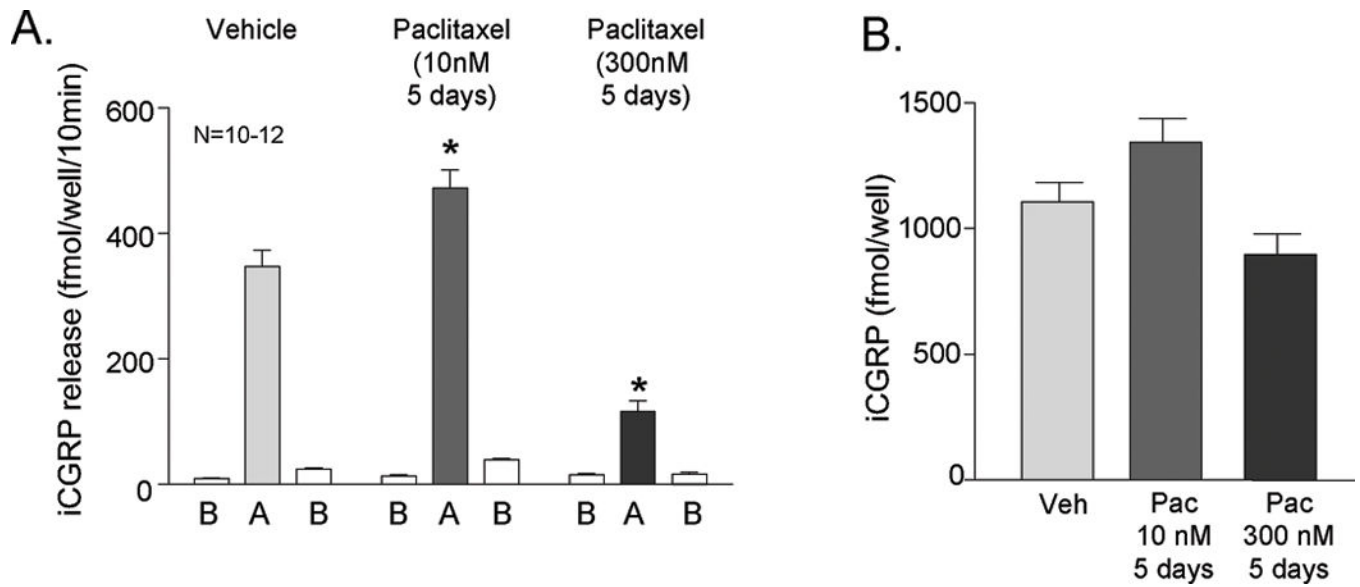 A.
Vehicle
Paclitaxel
(10nM
5 days)
Paclitaxel
(300nM
5 days)
iCGRP release (fmol/well/10min)
600
400
200
0
N=10-12
*
*
B A B B A B B A B
B.
iCGRP (fmol/well)
1500
1000
500
0
Veh
Pac
10 nM
5 days
Pac
300 nM
5 days